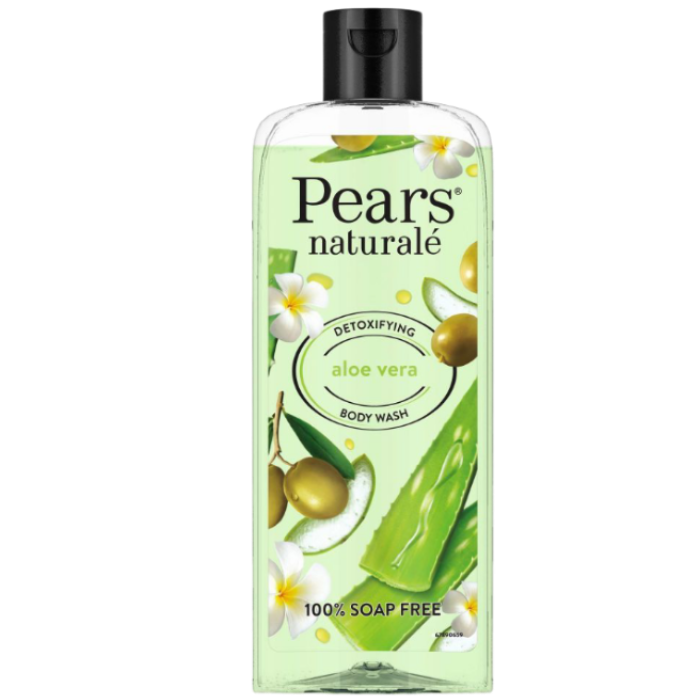 Pears®
naturalé
DETOXIFYING
aloe vera
BODY WASH
100% SOAP FREE